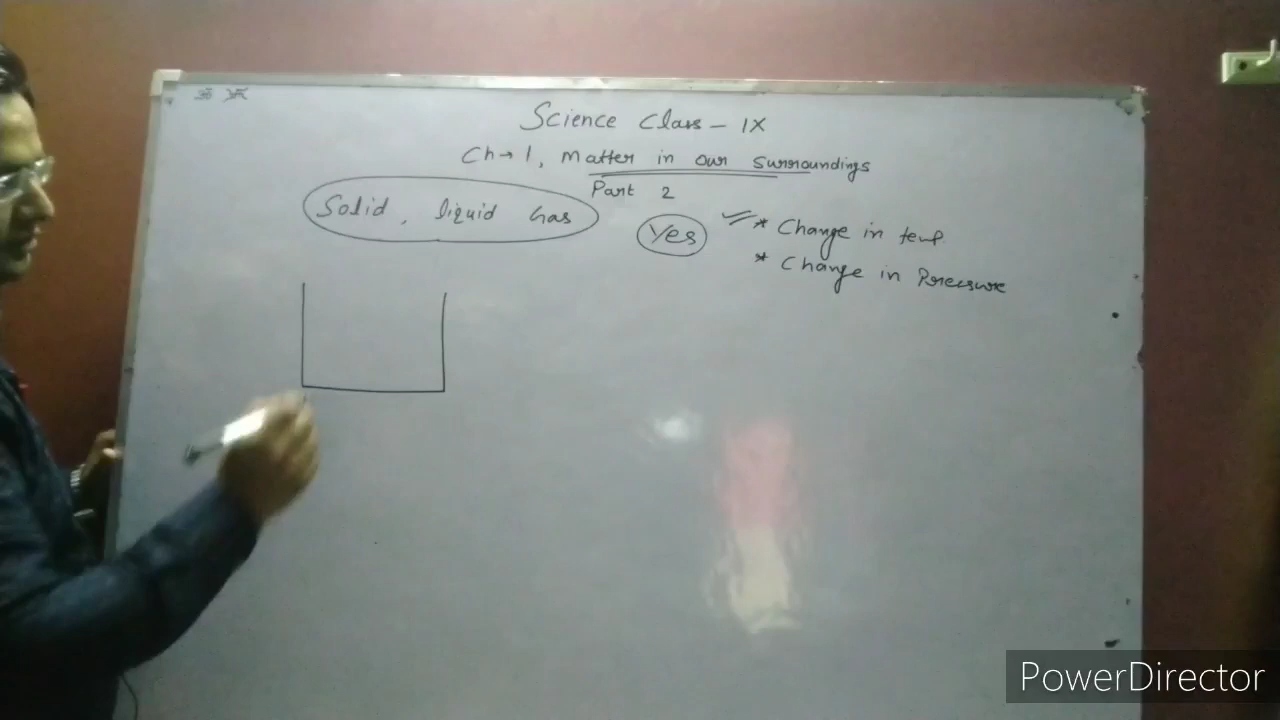 Science Class - IX
Ch → 1, Matter in our surroundings
Part 2
Solid, liquid Gas
Yes
* Change in temp.
* Change in Pressure
PowerDirector